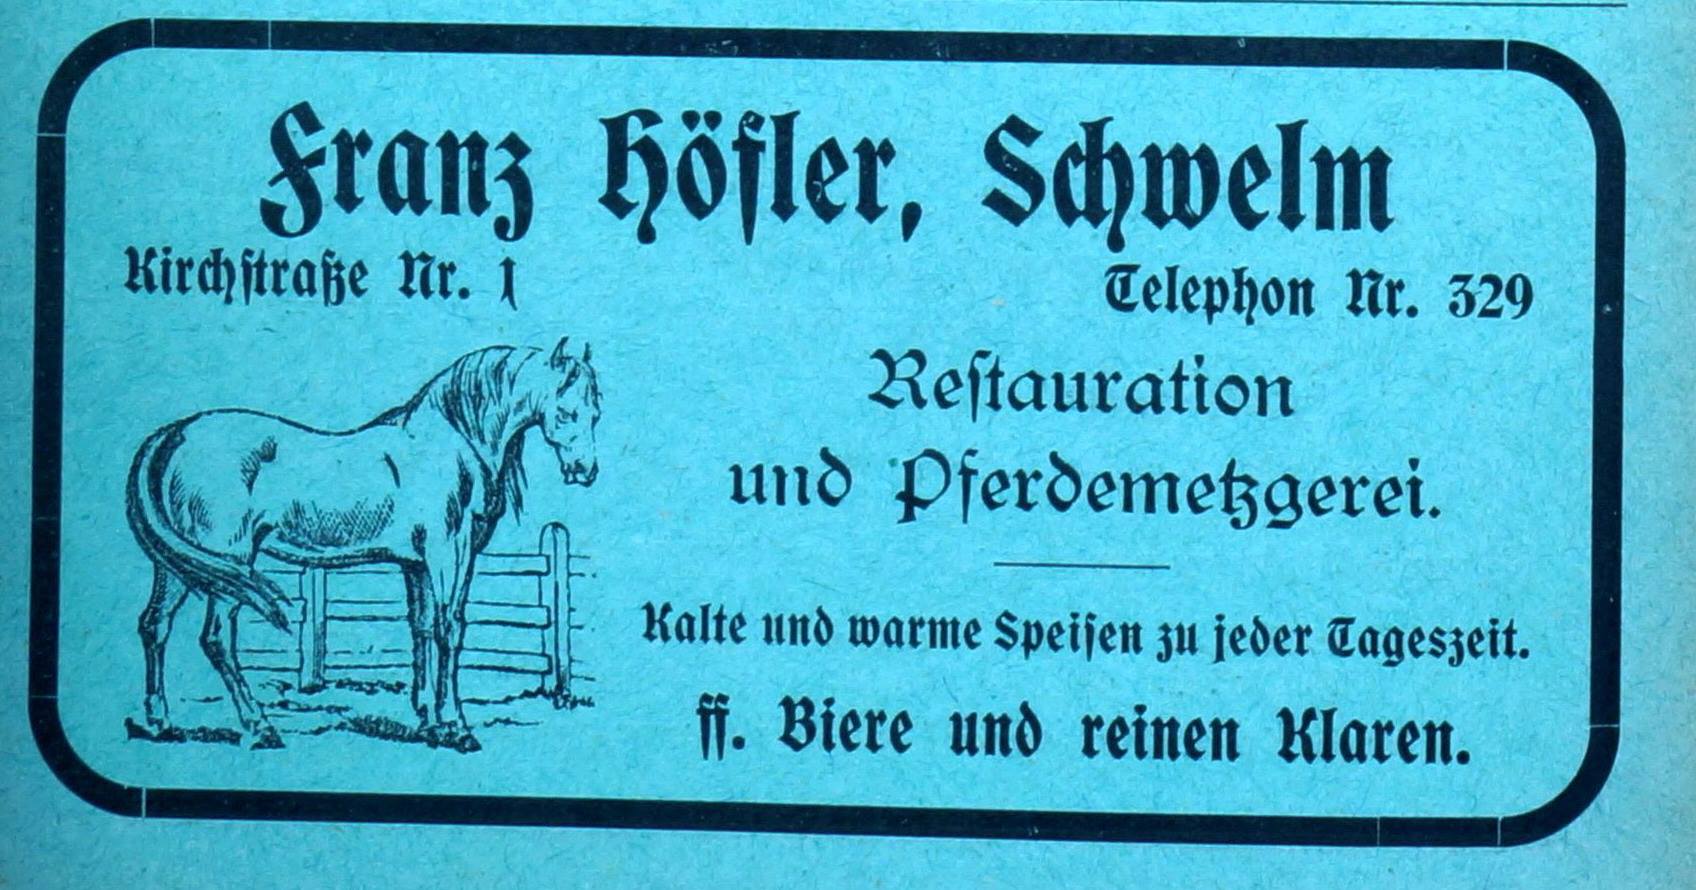 Franz Höfler, Schwelm
Kirchstraße Nr. 1 Telephon Nr. 329
Restauration
und Pferdemetzgerei.
Kalte und warme Speisen zu jeder Tageszeit.
ff. Biere und reinen Klaren.